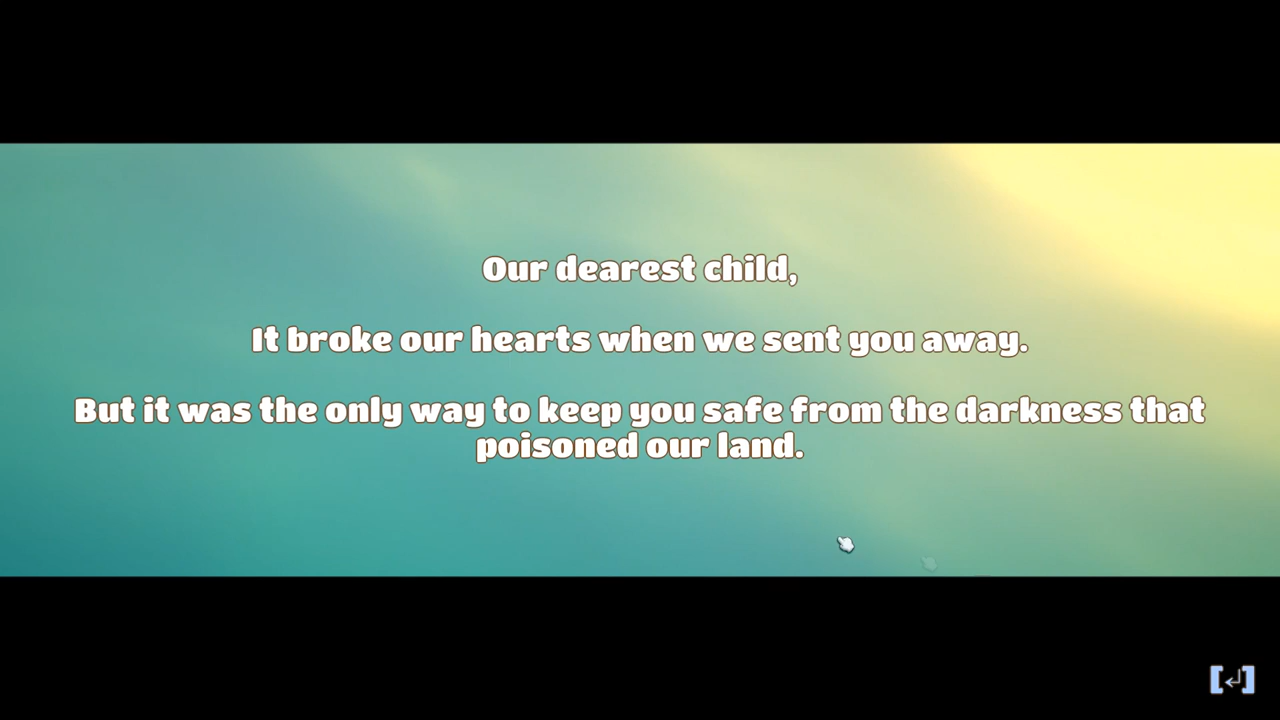 Our dearest child,
It broke our hearts when we sent you away.
But it was the only way to keep you safe from the darkness that
poisoned our land.
[↵]